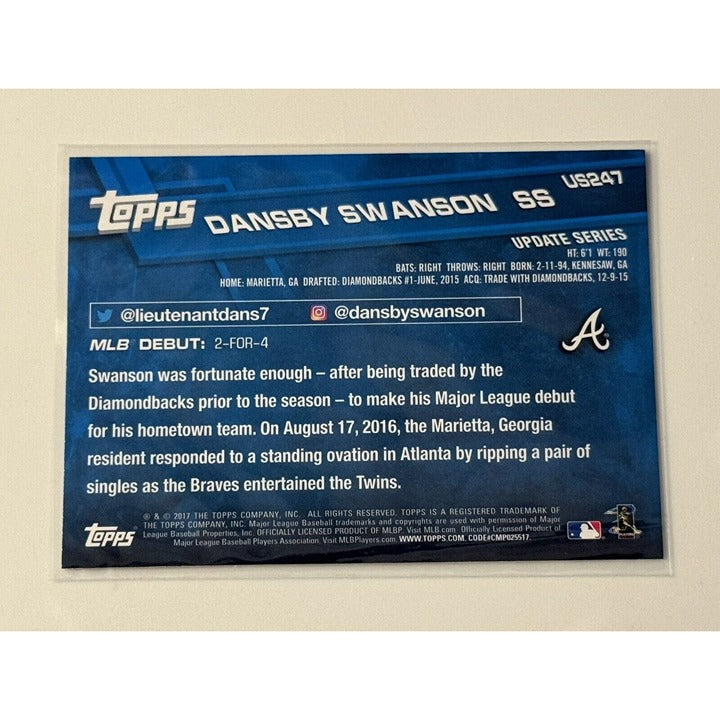 TOPPS DANSBY SWANSON SS US247
UPDATE SERIES
HT: 6'1 WT: 190
BATS: RIGHT THROWS: RIGHT BORN: 2-11-94, KENNESAW, GA
HOME: MARIETTA, GA DRAFTED: DIAMONDBACKS #1-JUNE, 2015 ACQ: TRADE WITH DIAMONDBACKS, 12-9-15
@lieutenantdans7 @dansbyswanson
A
MLB DEBUT: 2-FOR-4
Swanson was fortunate enough – after being traded by the
Diamondbacks prior to the season – to make his Major League debut
for his hometown team. On August 17, 2016, the Marietta, Georgia
resident responded to a standing ovation in Atlanta by ripping a pair of
singles as the Braves entertained the Twins.
TOPPS
® & © 2017 THE TOPPS COMPANY, INC. ALL RIGHTS RESERVED. TOPPS IS A REGISTERED TRADEMARK OF
THE TOPPS COMPANY, INC. Major League Baseball trademarks and copyrights are used with permission of Major
League Baseball Properties, Inc. OFFICIALLY LICENSED PRODUCT OF MLBP. Visit MLB.com. Officially Licensed Product of
Major League Baseball Players Association. Visit MLBPlayers.com. WWW.TOPPS.COM. CODE#CMP025517.